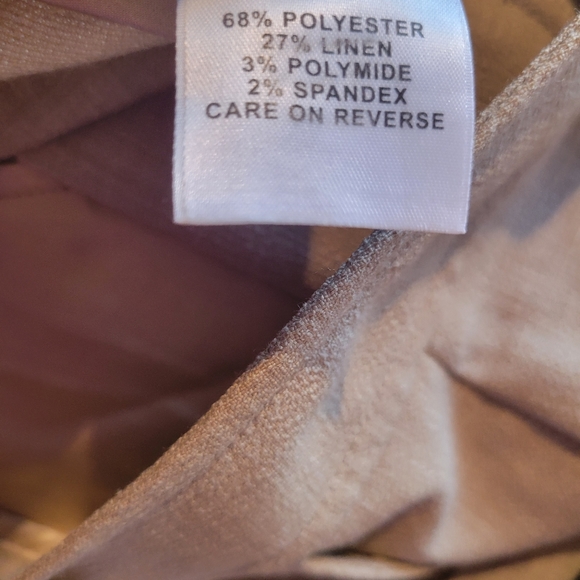 68% POLYESTER
27% LINEN
3% POLYMIDE
2% SPANDEX
CARE ON REVERSE